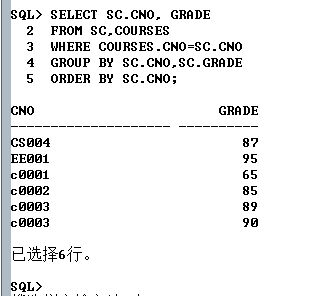 SQL> SELECT SC.CNO, GRADE
2 FROM SC,COURSES
3 WHERE COURSES.CNO=SC.CNO
4 GROUP BY SC.CNO,SC.GRADE
5 ORDER BY SC.CNO;
CNO GRADE
-------------------- ----------
CS004 87
EE001 95
c0001 65
c0002 85
c0003 89
c0003 90
已选择6行。
SQL>